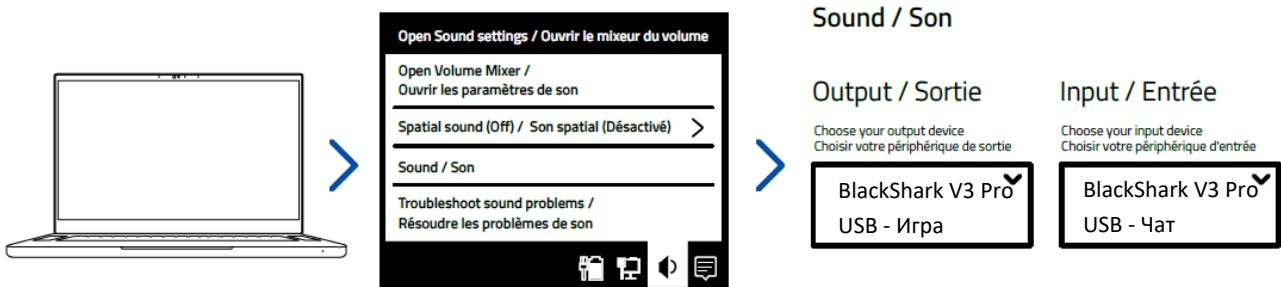 Open Sound settings / Ouvrir le mixeur du volume
Open Volume Mixer /
Ouvrir les paramètres de son
Spatial sound (Off) / Son spatial (Désactivé)
Sound / Son
Troubleshoot sound problems /
Résoudre les problèmes de son
Sound / Son
Output / Sortie
Choose your output device
Choisir votre périphérique de sortie
BlackShark V3 Pro
USB - Игра
Input / Entrée
Choose your input device
Choisir votre périphérique d'entrée
BlackShark V3 Pro
USB - Чат